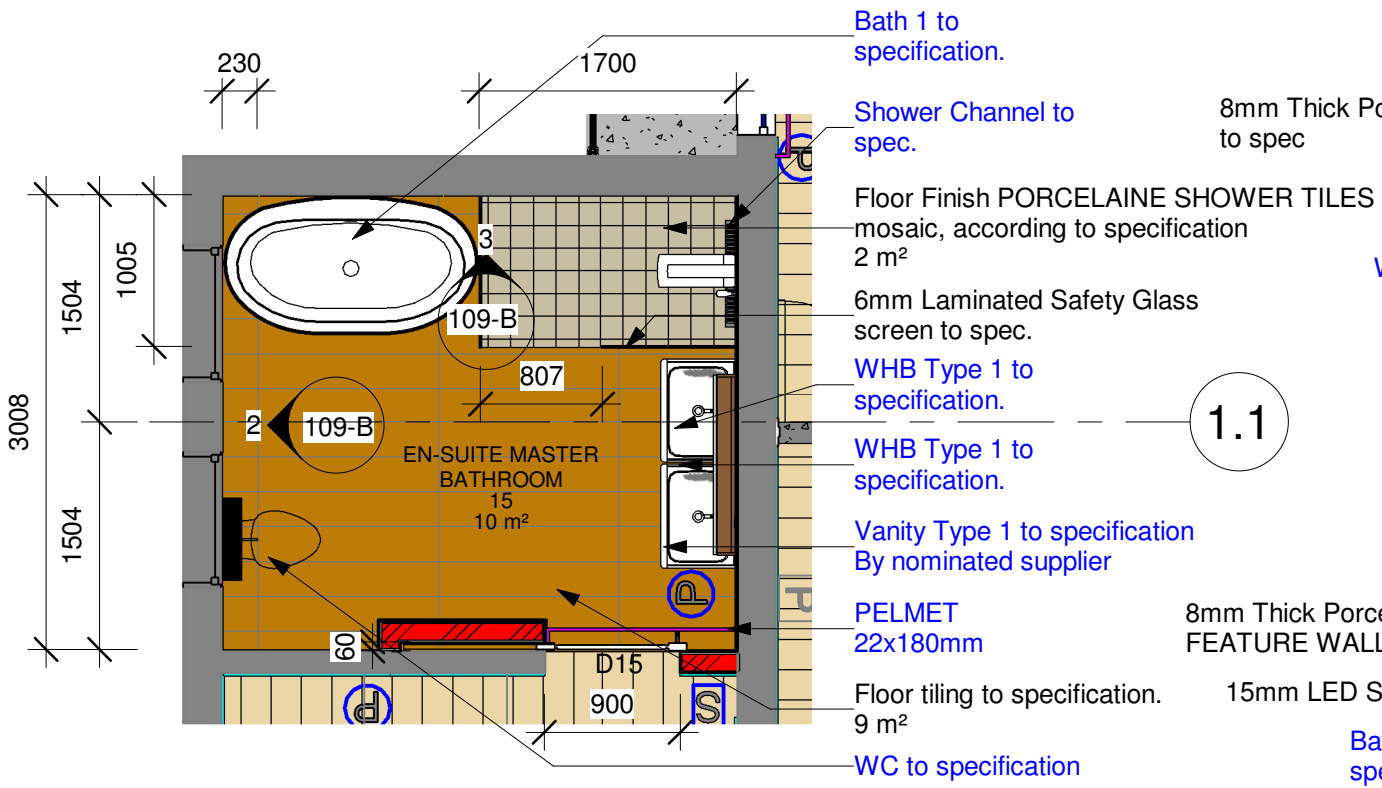 Bath 1 to
specification.
230
1700
Shower Channel to
spec.
8mm Thick Po
to spec
Floor Finish PORCELAINE SHOWER TILES
mosaic, according to specification
2 m²
1005
1504
3
109-B
6mm Laminated Safety Glass
screen to spec.
WHB Type 1 to
specification.
807
3008
2
109-B
1.1
EN-SUITE MASTER
BATHROOM
15
10 m²
WHB Type 1 to
specification.
1504
Vanity Type 1 to specification
By nominated supplier
P
P
PELMET
22x180mm
8mm Thick Porce
FEATURE WALL
60
D15
Floor tiling to specification.
9 m²
15mm LED S
900
P
S
WC to specification
Ba
spe